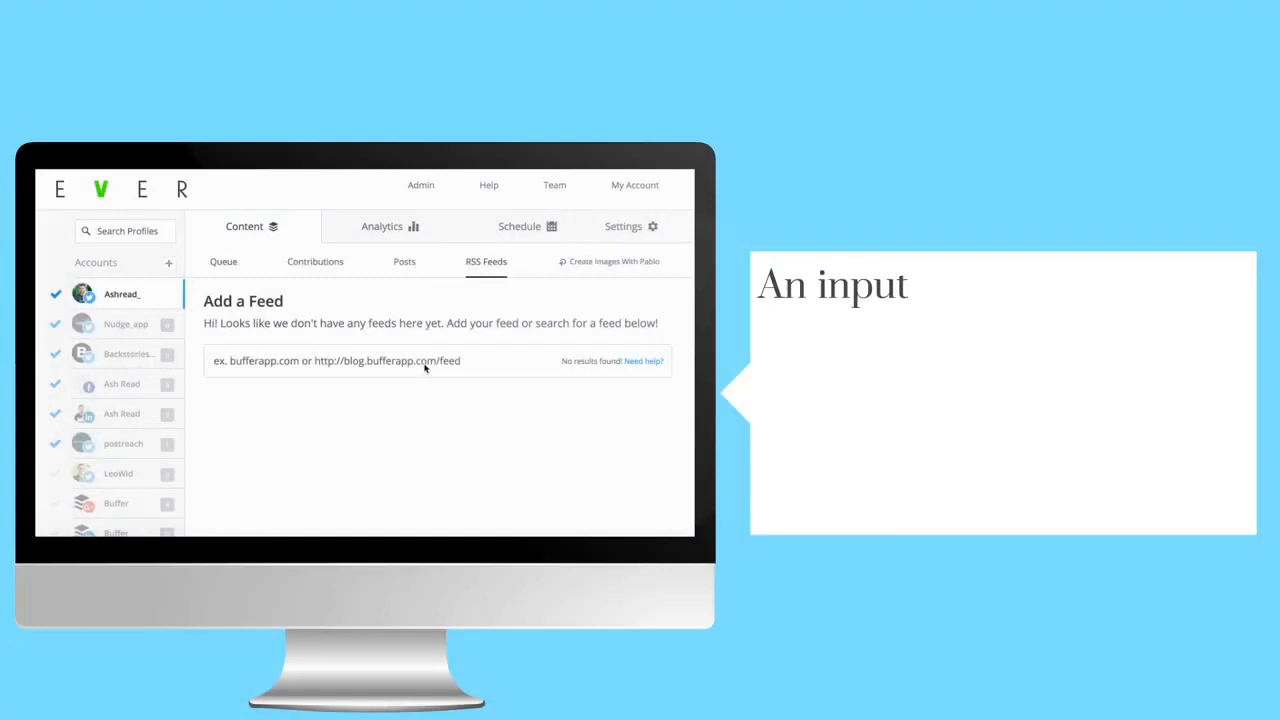 E V E R
Admin Help Team My Account
Search Profiles
Content Analytics Schedule Settings
Accounts +
Queue Contributions Posts RSS Feeds Create Images With Pablo
Ashread_
Nudge_app
Backstories...
Ash Read
Ash Read
postreach
LeoWid
Buffer
Buffer
Add a Feed
Hi! Looks like we don't have any feeds here yet. Add your feed or search for a feed below!
ex. bufferapp.com or http://blog.bufferapp.com/feed No results found! Need help?
An input